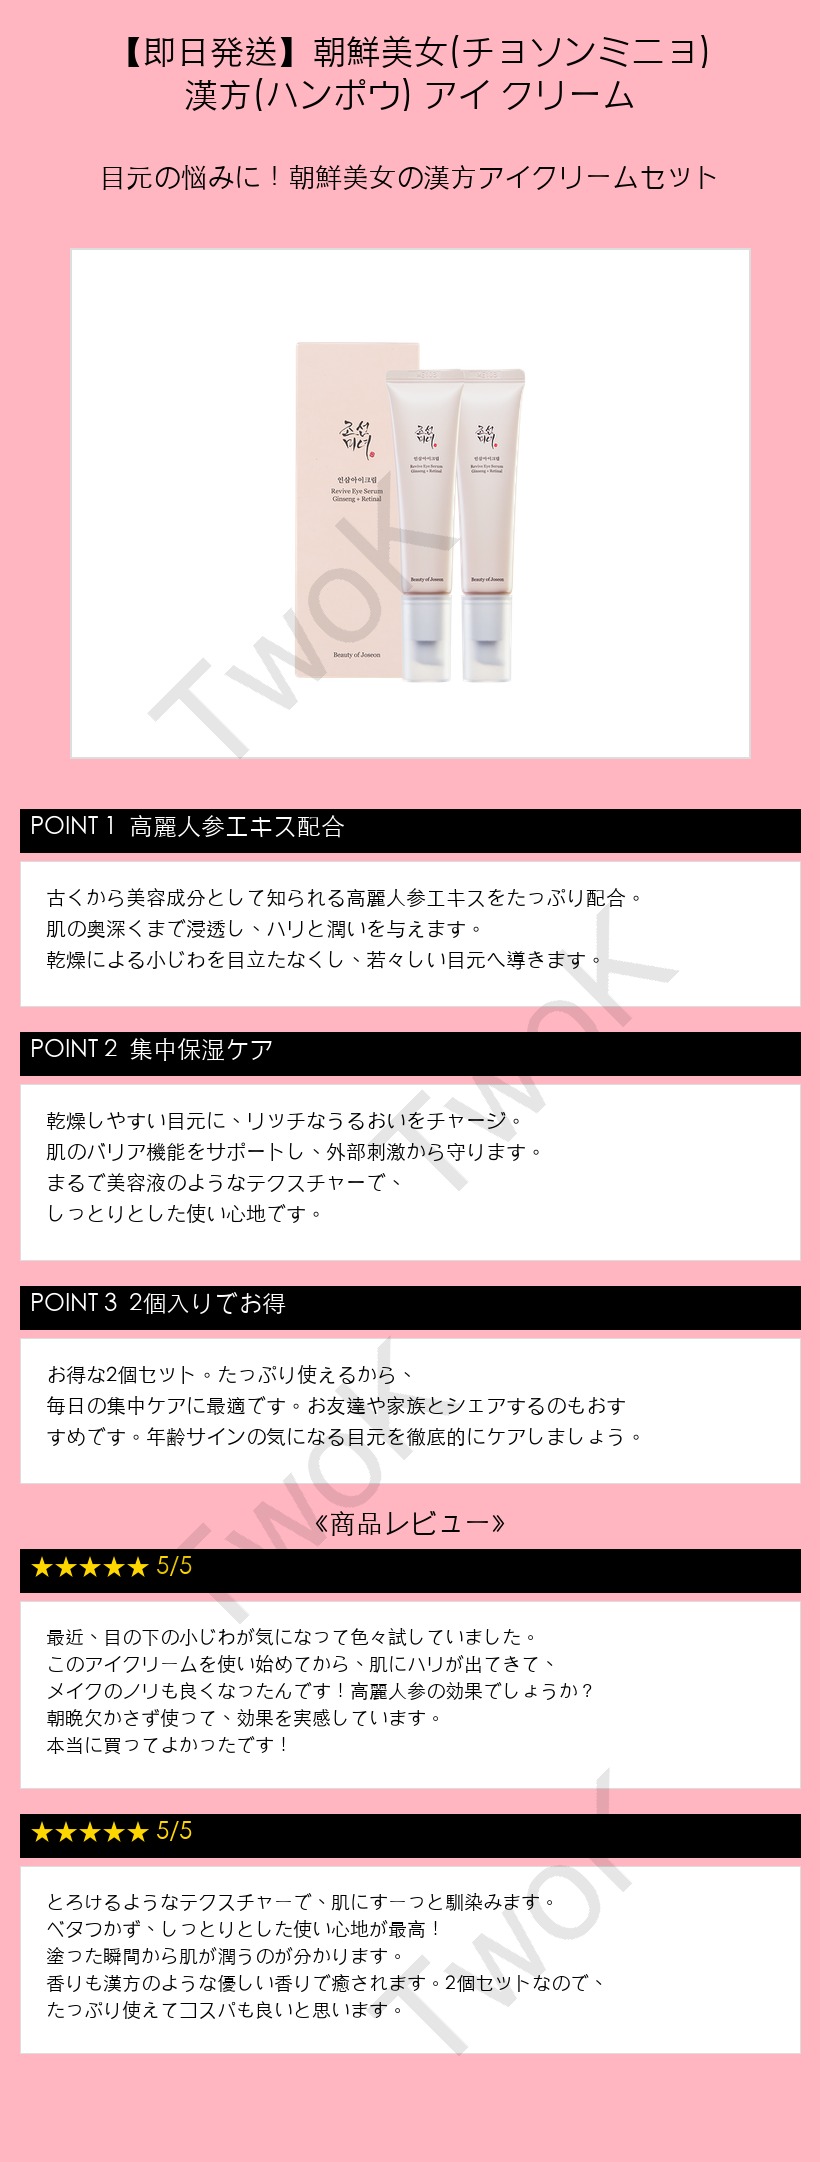 【即日発送】朝鮮美女(チョソンミニョ)
漢方(ハンポウ) アイ クリーム
目元の悩みに！朝鮮美女の漢方アイクリームセット
조선
미녀
인삼아이크림
Revive Eye Serum
Ginseng + Retinal
Beauty of Joseon
조선
미녀
인삼아이크림
Revive Eye Serum
Ginseng + Retinal
Beauty of Joseon
조선
미녀
인삼아이크림
Revive Eye Serum
Ginseng + Retinal
Beauty of Joseon
TwoK
POINT 1 高麗人参エキス配合
古くから美容成分として知られる高麗人参エキスをたっぷり配合。
肌の奥深くまで浸透し、ハリと潤いを与えます。
乾燥による小じわを目立たなくし、若々しい目元へ導きます。
POINT 2 集中保湿ケア
TwoK
乾燥しやすい目元に、リッチなうるおいをチャージ。
肌のバリア機能をサポートし、外部刺激から守ります。
まるで美容液のようなテクスチャーで、
しっとりとした使い心地です。
POINT 3 2個入りでお得
お得な2個セット。たっぷり使えるから、
毎日の集中ケアに最適です。お友達や家族とシェアするのもおす
すめです。年齢サインの気になる目元を徹底的にケアしましょう。
TwoK
《商品レビュー》
★★★★★ 5/5
最近、目の下の小じわが気になって色々試していました。
このアイクリームを使い始めてから、肌にハリが出てきて、
メイクのノリも良くなったんです！高麗人参の効果でしょうか？
朝晩欠かさず使って、効果を実感しています。
本当に買ってよかったです！
★★★★★ 5/5
TwoK
とろけるようなテクスチャーで、肌にすーっと馴染みます。
ベタつかず、しっとりとした使い心地が最高！
塗った瞬間から肌が潤うのが分かります。
香りも漢方のような優しい香りで癒されます。2個セットなので、
たっぷり使えてコスパも良いと思います。